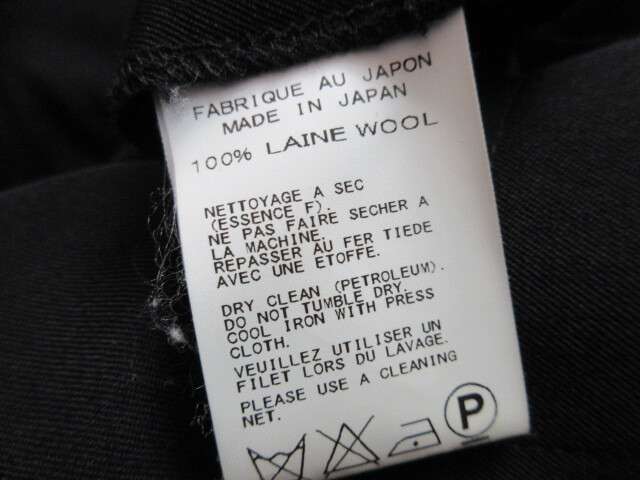 FABRIQUE AU JAPON
MADE IN JAPAN
100% LAINE WOOL
NETTOYAGE A SEC
(ESSENCE F).
NE PAS FAIRE SECHER A
LA MACHINE.
REPASSER AU FER TIEDE
AVEC UNE ETOFFE.
DRY CLEAN (PETROLEUM).
DO NOT TUMBLE DRY.
COOL IRON WITH PRESS
CLOTH.
VEUILLEZ UTILISER UN
FILET LORS DU LAVAGE.
PLEASE USE A CLEANING
NET.
P